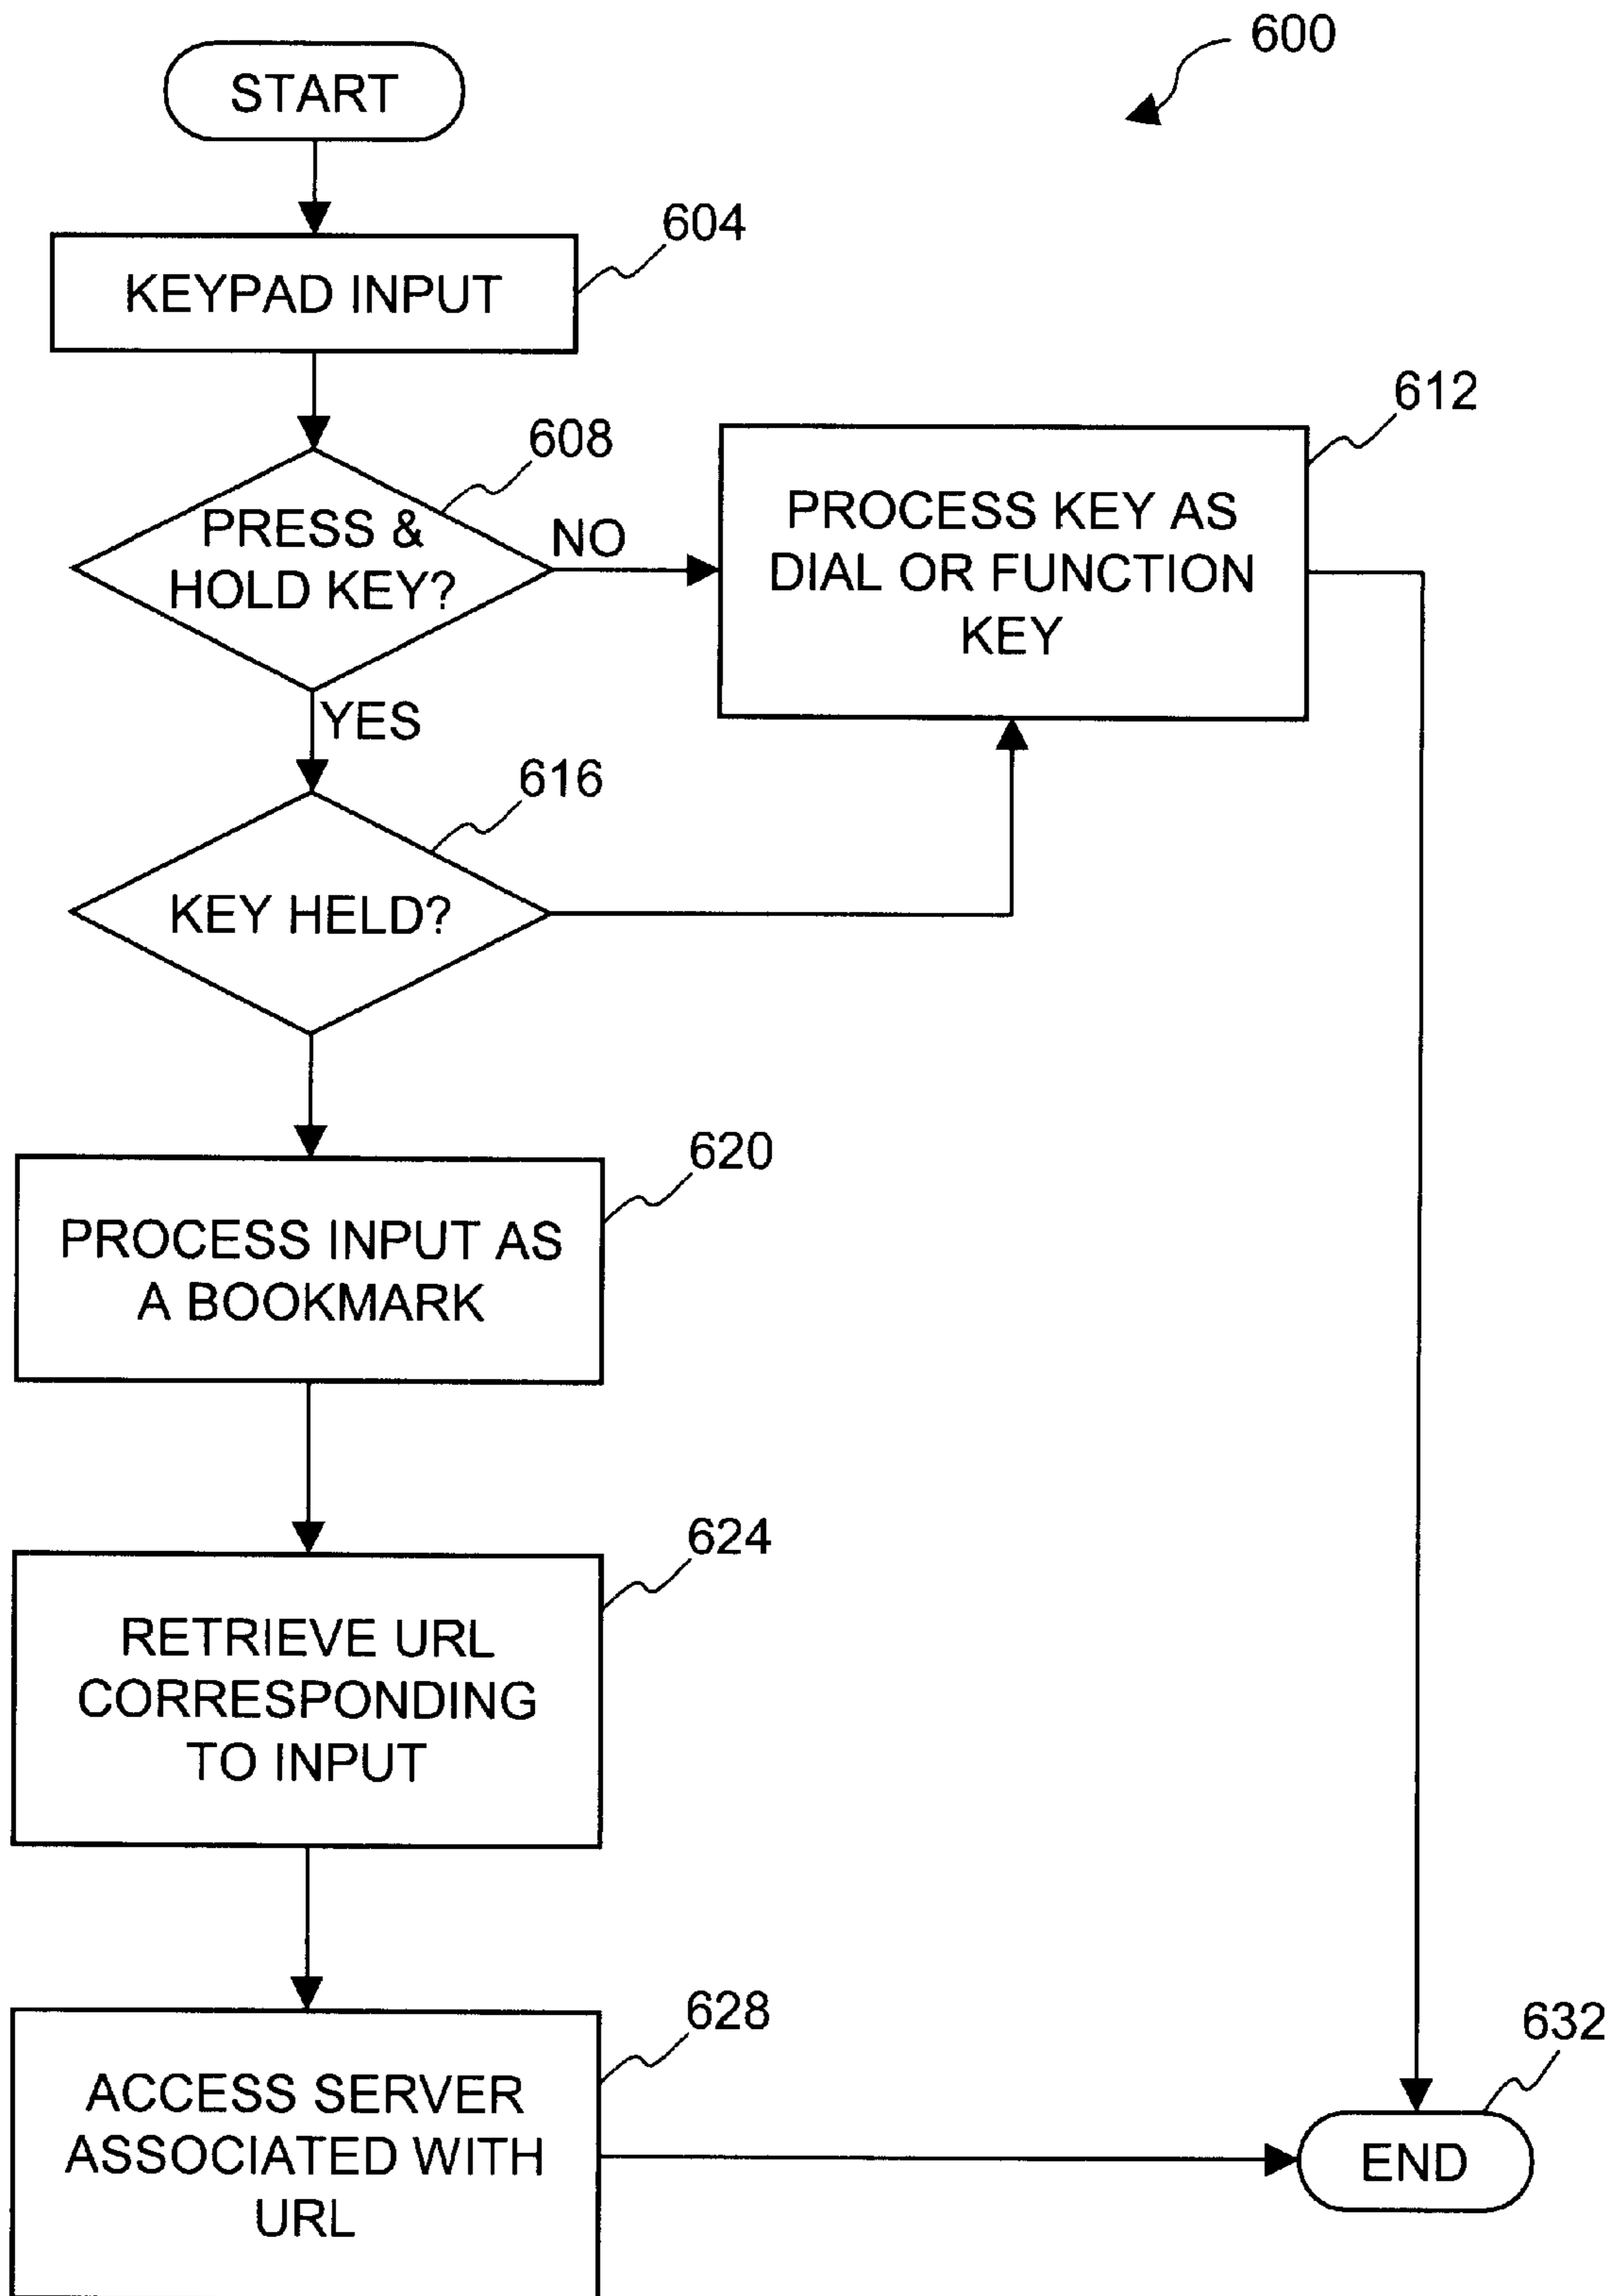 600
START
604
KEYPAD INPUT
608
PRESS &
HOLD KEY?
NO
612
PROCESS KEY AS
DIAL OR FUNCTION
KEY
YES
616
KEY HELD?
620
PROCESS INPUT AS
A BOOKMARK
624
RETRIEVE URL
CORRESPONDING
TO INPUT
628
ACCESS SERVER
ASSOCIATED WITH
URL
632
END